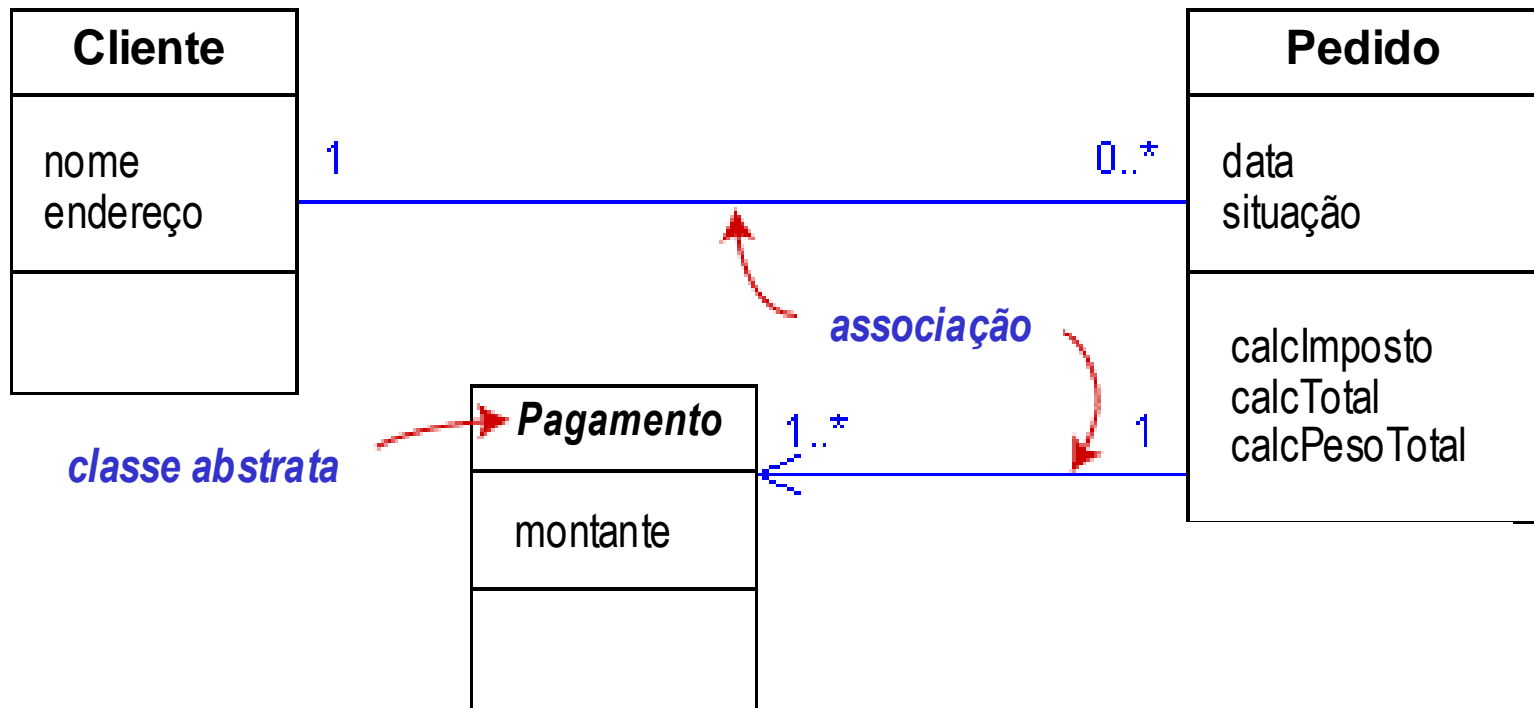 Cliente
nome
endereço
1
0..*
Pedido
data
situação
calcImposto
calcTotal
calcPesoTotal
associação
classe abstrata
Pagamento
montante
1..*
1